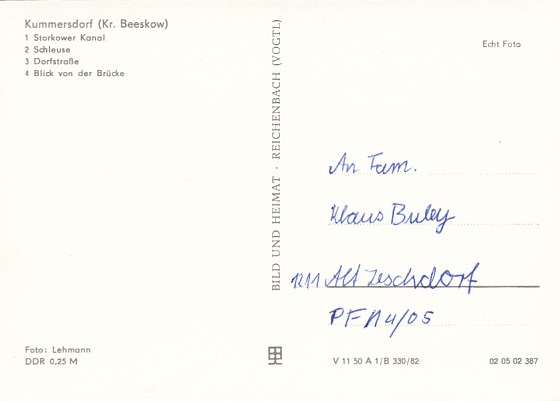 Kummersdorf (Kr. Beeskow)
1 Storkower Kanal
2 Schleuse
3 Dorfstraße
4 Blick von der Brücke
Foto: Lehmann
DDR 0,25 M
BILD UND HEIMAT · REICHENBACH (VOGTL)
Echt Foto
An Fam.
Klaus Buley
1211 Alt Zeschdorf
PF 114/05
V 11 50 A 1/B 330/82
02 05 02 387